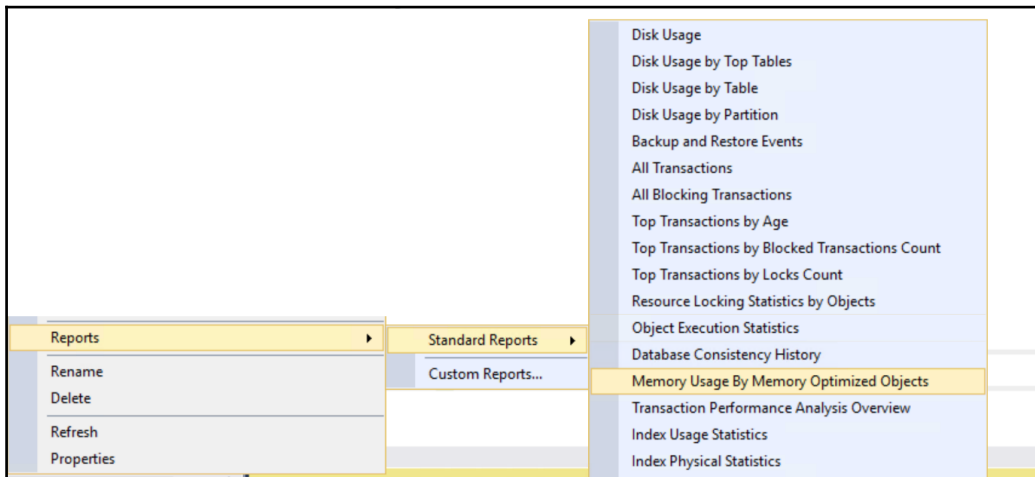 Reports
Rename
Delete
Refresh
Properties
Standard Reports
Custom Reports...
Disk Usage
Disk Usage by Top Tables
Disk Usage by Table
Disk Usage by Partition
Backup and Restore Events
All Transactions
All Blocking Transactions
Top Transactions by Age
Top Transactions by Blocked Transactions Count
Top Transactions by Locks Count
Resource Locking Statistics by Objects
Object Execution Statistics
Database Consistency History
Memory Usage By Memory Optimized Objects
Transaction Performance Analysis Overview
Index Usage Statistics
Index Physical Statistics